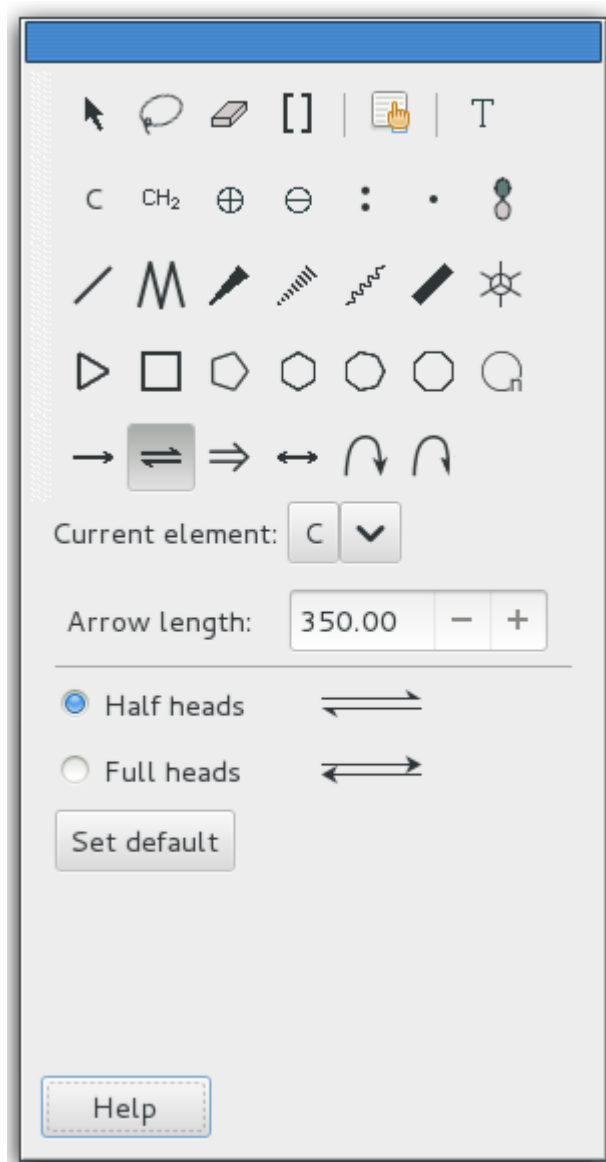 T
C CH₂
n
Current element: C
Arrow length: 350.00
Half heads
Full heads
Set default
Help